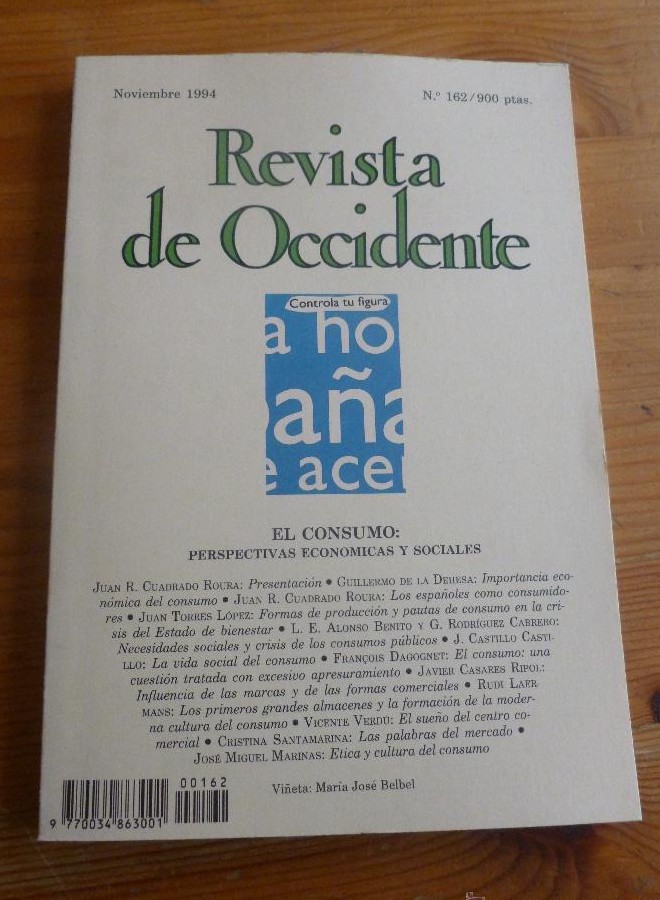 Noviembre 1994
N.º 162/900 ptas.
Revista
de Occidente
Controla tu figura
a ho
paña
e acer
EL CONSUMO:
PERSPECTIVAS ECONOMICAS Y SOCIALES
JUAN R. CUADRADO ROURA: Presentación • GUILLERMO DE LA DEHESA: Importancia eco-
nómica del consumo • JUAN R. CUADRADO ROURA: Los españoles como consumido-
res • JUAN TORRES LÓPEZ: Formas de producción y pautas de consumo en la cri-
sis del Estado de bienestar • L. E. ALONSO BENITO Y G. RODRÍGUEZ CABRERO:
Necesidades sociales y crisis de los consumos públicos • J. CASTILLO CASTI-
LLO: La vida social del consumo • FRANÇOIS DAGOGNET: El consumo: una
cuestión tratada con excesivo apresuramiento • JAVIER CASARES RIPOL:
Influencia de las marcas y de las formas comerciales • RUDI LAER-
MANS: Los primeros grandes almacenes y la formación de la moder-
na cultura del consumo • VICENTE VERDÚ: El sueño del centro co-
mercial • CRISTINA SANTAMARINA: Las palabras del mercado •
JOSÉ MIGUEL MARINAS: Etica y cultura del consumo
Viñeta: María José Belbel
00162
9 770034 863001